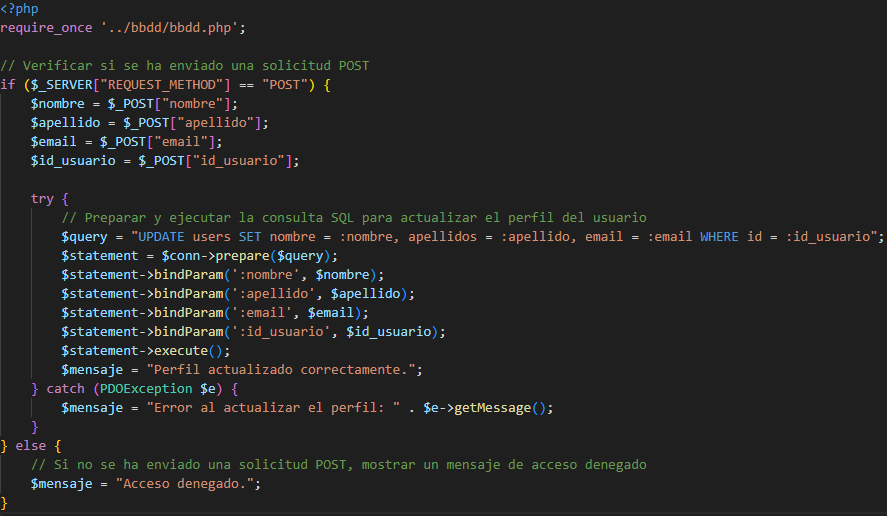 <?php
require_once '../bbdd/bbdd.php';

// Verificar si se ha enviado una solicitud POST
if ($_SERVER["REQUEST_METHOD"] == "POST") {
    $nombre = $_POST["nombre"];
    $apellido = $_POST["apellido"];
    $email = $_POST["email"];
    $id_usuario = $_POST["id_usuario"];

    try {
        // Preparar y ejecutar la consulta SQL para actualizar el perfil del usuario
        $query = "UPDATE users SET nombre = :nombre, apellidos = :apellido, email = :email WHERE id = :id_usuario";
        $statement = $conn->prepare($query);
        $statement->bindParam(':nombre', $nombre);
        $statement->bindParam(':apellido', $apellido);
        $statement->bindParam(':email', $email);
        $statement->bindParam(':id_usuario', $id_usuario);
        $statement->execute();
        $mensaje = "Perfil actualizado correctamente.";
    } catch (PDOException $e) {
        $mensaje = "Error al actualizar el perfil: " . $e->getMessage();
    }
} else {
    // Si no se ha enviado una solicitud POST, mostrar un mensaje de acceso denegado
    $mensaje = "Acceso denegado.";
}